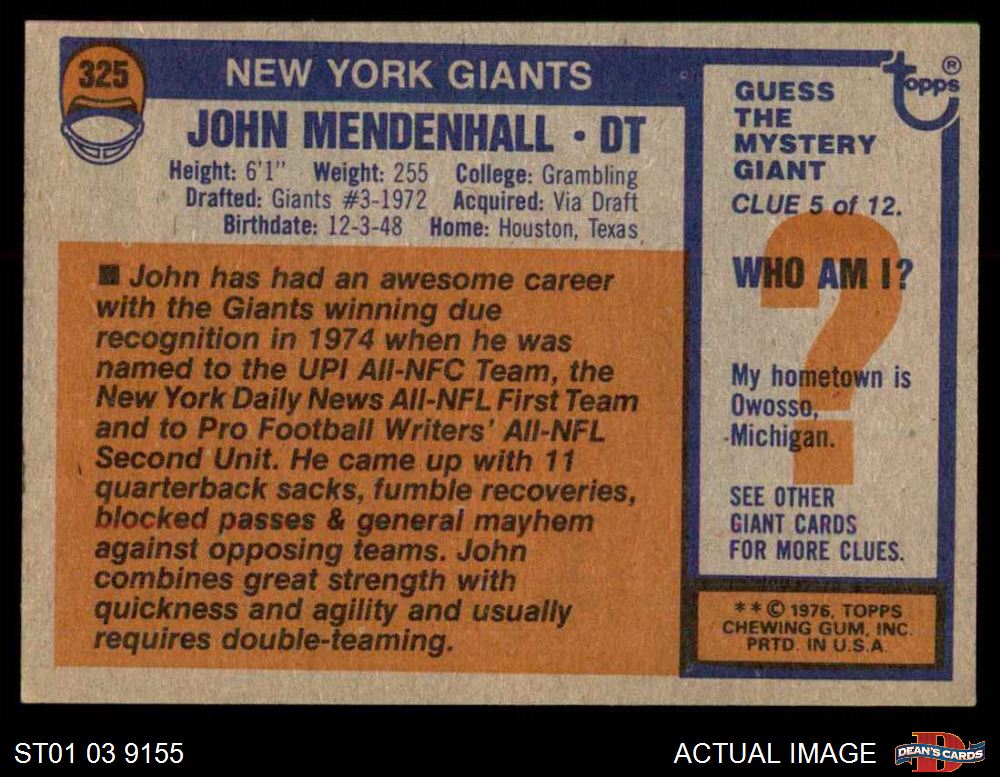 325
NEW YORK GIANTS
JOHN MENDENHALL • DT
Height: 6'1" Weight: 255 College: Grambling
Drafted: Giants #3-1972 Acquired: Via Draft
Birthdate: 12-3-48 Home: Houston, Texas
■ John has had an awesome career
with the Giants winning due
recognition in 1974 when he was
named to the UPI All-NFC Team, the
New York Daily News All-NFL First Team
and to Pro Football Writers' All-NFL
Second Unit. He came up with 11
quarterback sacks, fumble recoveries,
blocked passes & general mayhem
against opposing teams. John
combines great strength with
quickness and agility and usually
requires double-teaming.
topps®
GUESS
THE
MYSTERY
GIANT
CLUE 5 of 12.
?
WHO AM I?
My hometown is
Owosso,
Michigan.
SEE OTHER
GIANT CARDS
FOR MORE CLUES.
** © 1976, TOPPS
CHEWING GUM, INC.
PRTD. IN U.S.A.
ST01 03 9155
ACTUAL IMAGE
D
DEAN'S CARDS